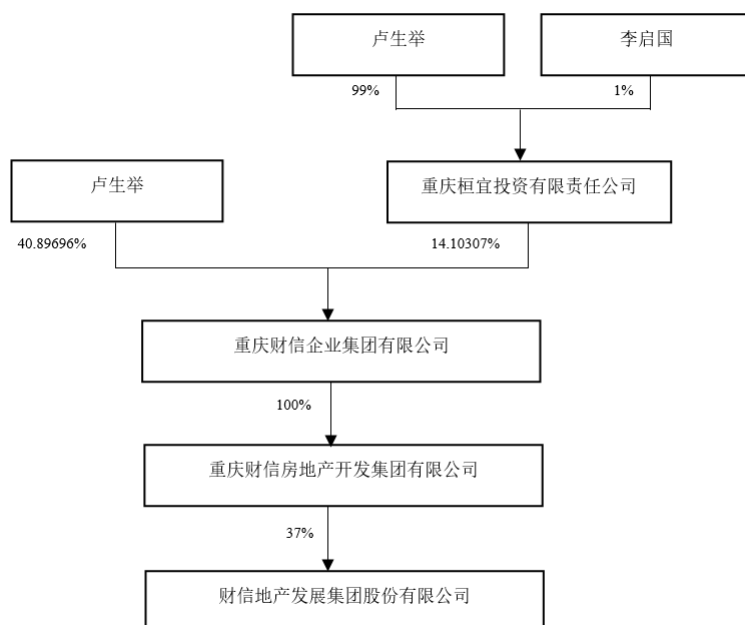 卢生举
李启国
99%
1%
卢生举
重庆桓宜投资有限责任公司
40.89696%
14.10307%
重庆财信企业集团有限公司
100%
重庆财信房地产开发集团有限公司
37%
财信地产发展集团股份有限公司